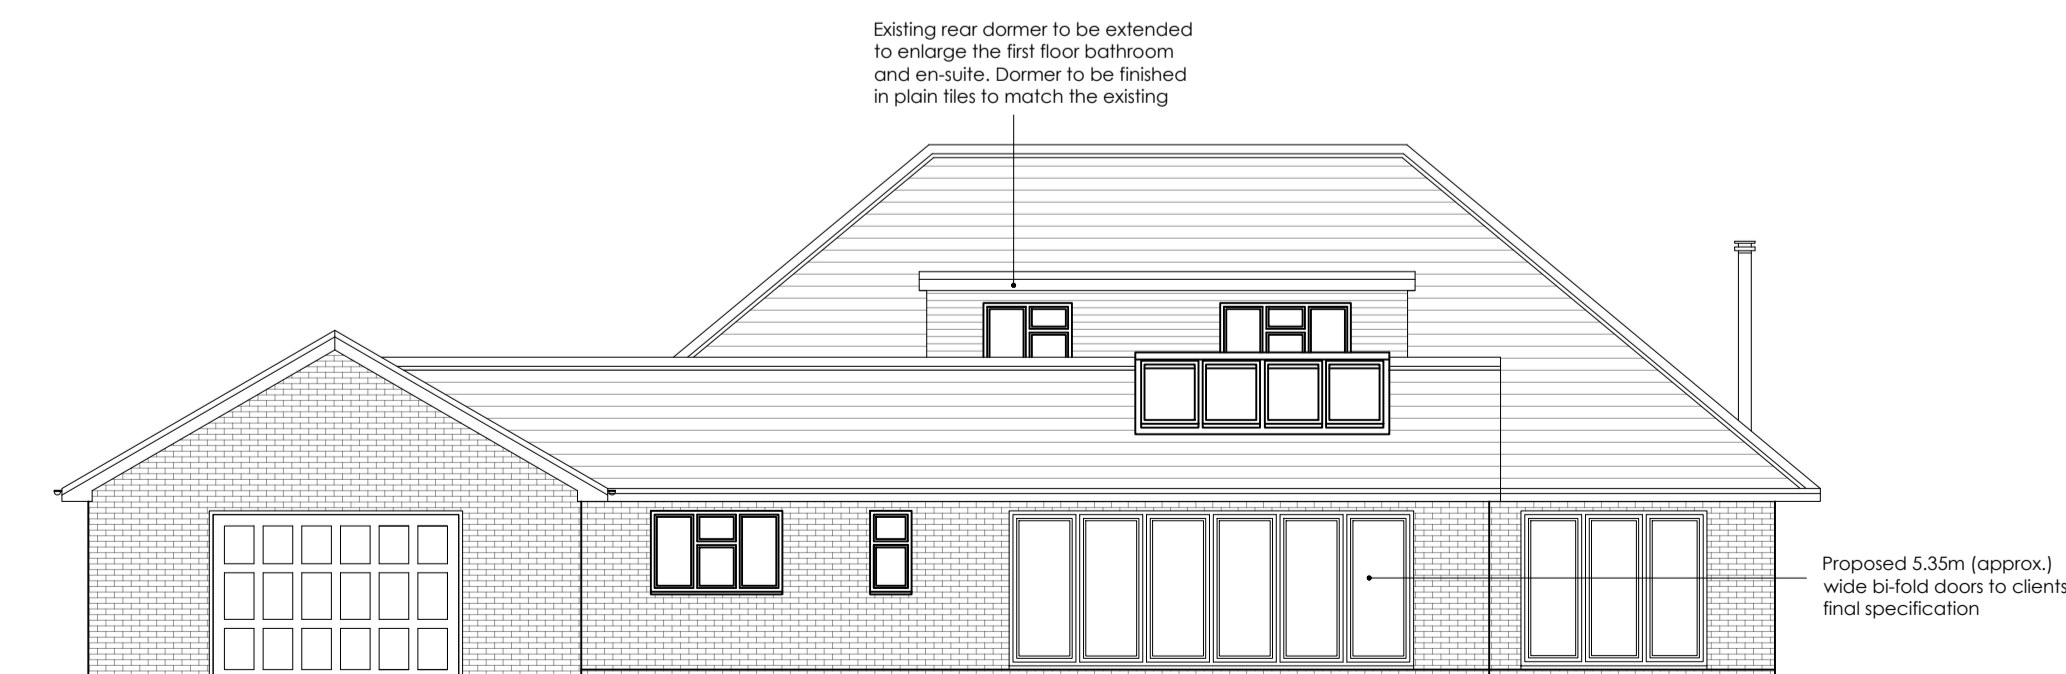 Existing rear dormer to be extended
to enlarge the first floor bathroom
and en-suite. Dormer to be finished
in plain tiles to match the existing
Proposed 5.35m (approx.)
wide bi-fold doors to clients
final specification